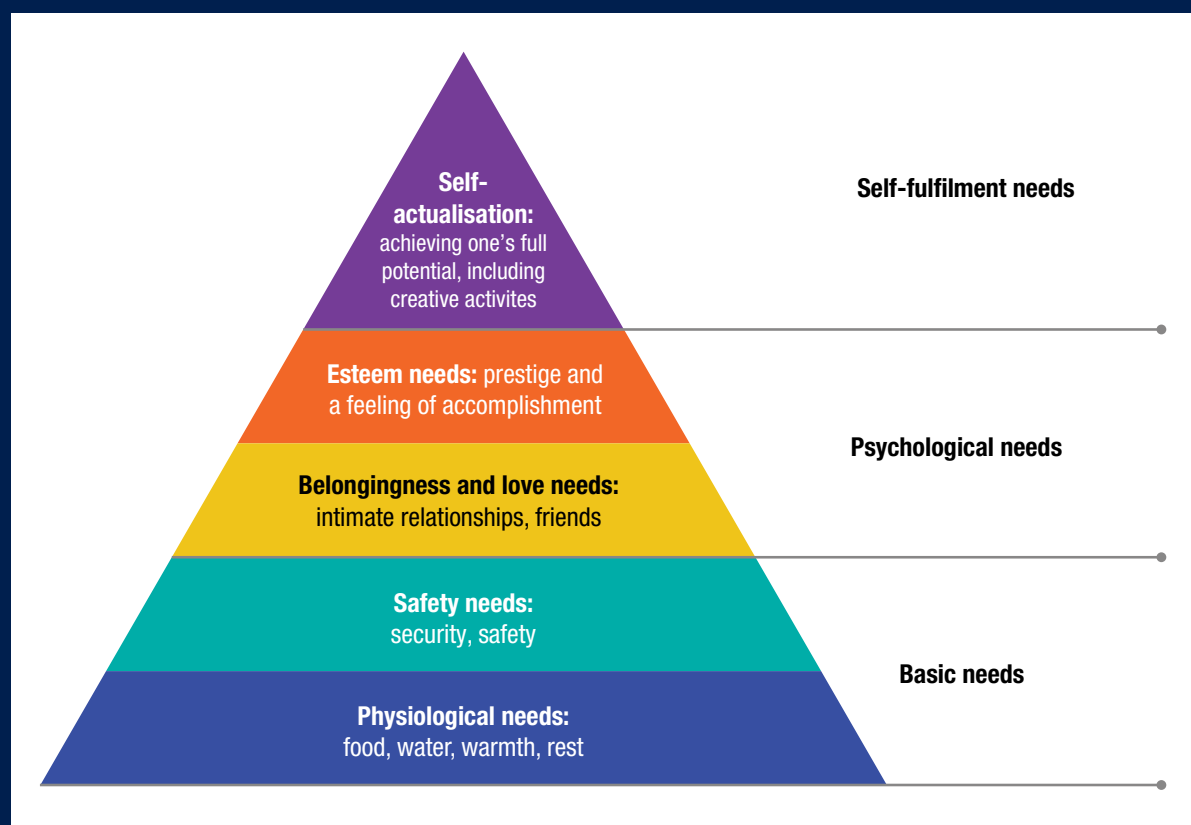 Self-
actualisation:
achieving one’s full
potential, including
creative activites
Self-fulfilment needs
Esteem needs: prestige and
a feeling of accomplishment
Belongingness and love needs:
intimate relationships, friends
Psychological needs
Safety needs:
security, safety
Physiological needs:
food, water, warmth, rest
Basic needs